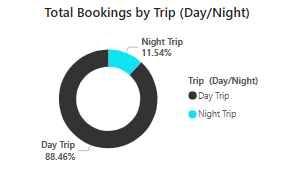 Total Bookings by Trip (Day/Night)
Night Trip
11.54%
Trip (Day/Night)
Day Trip
Night Trip
Day Trip
88.46%